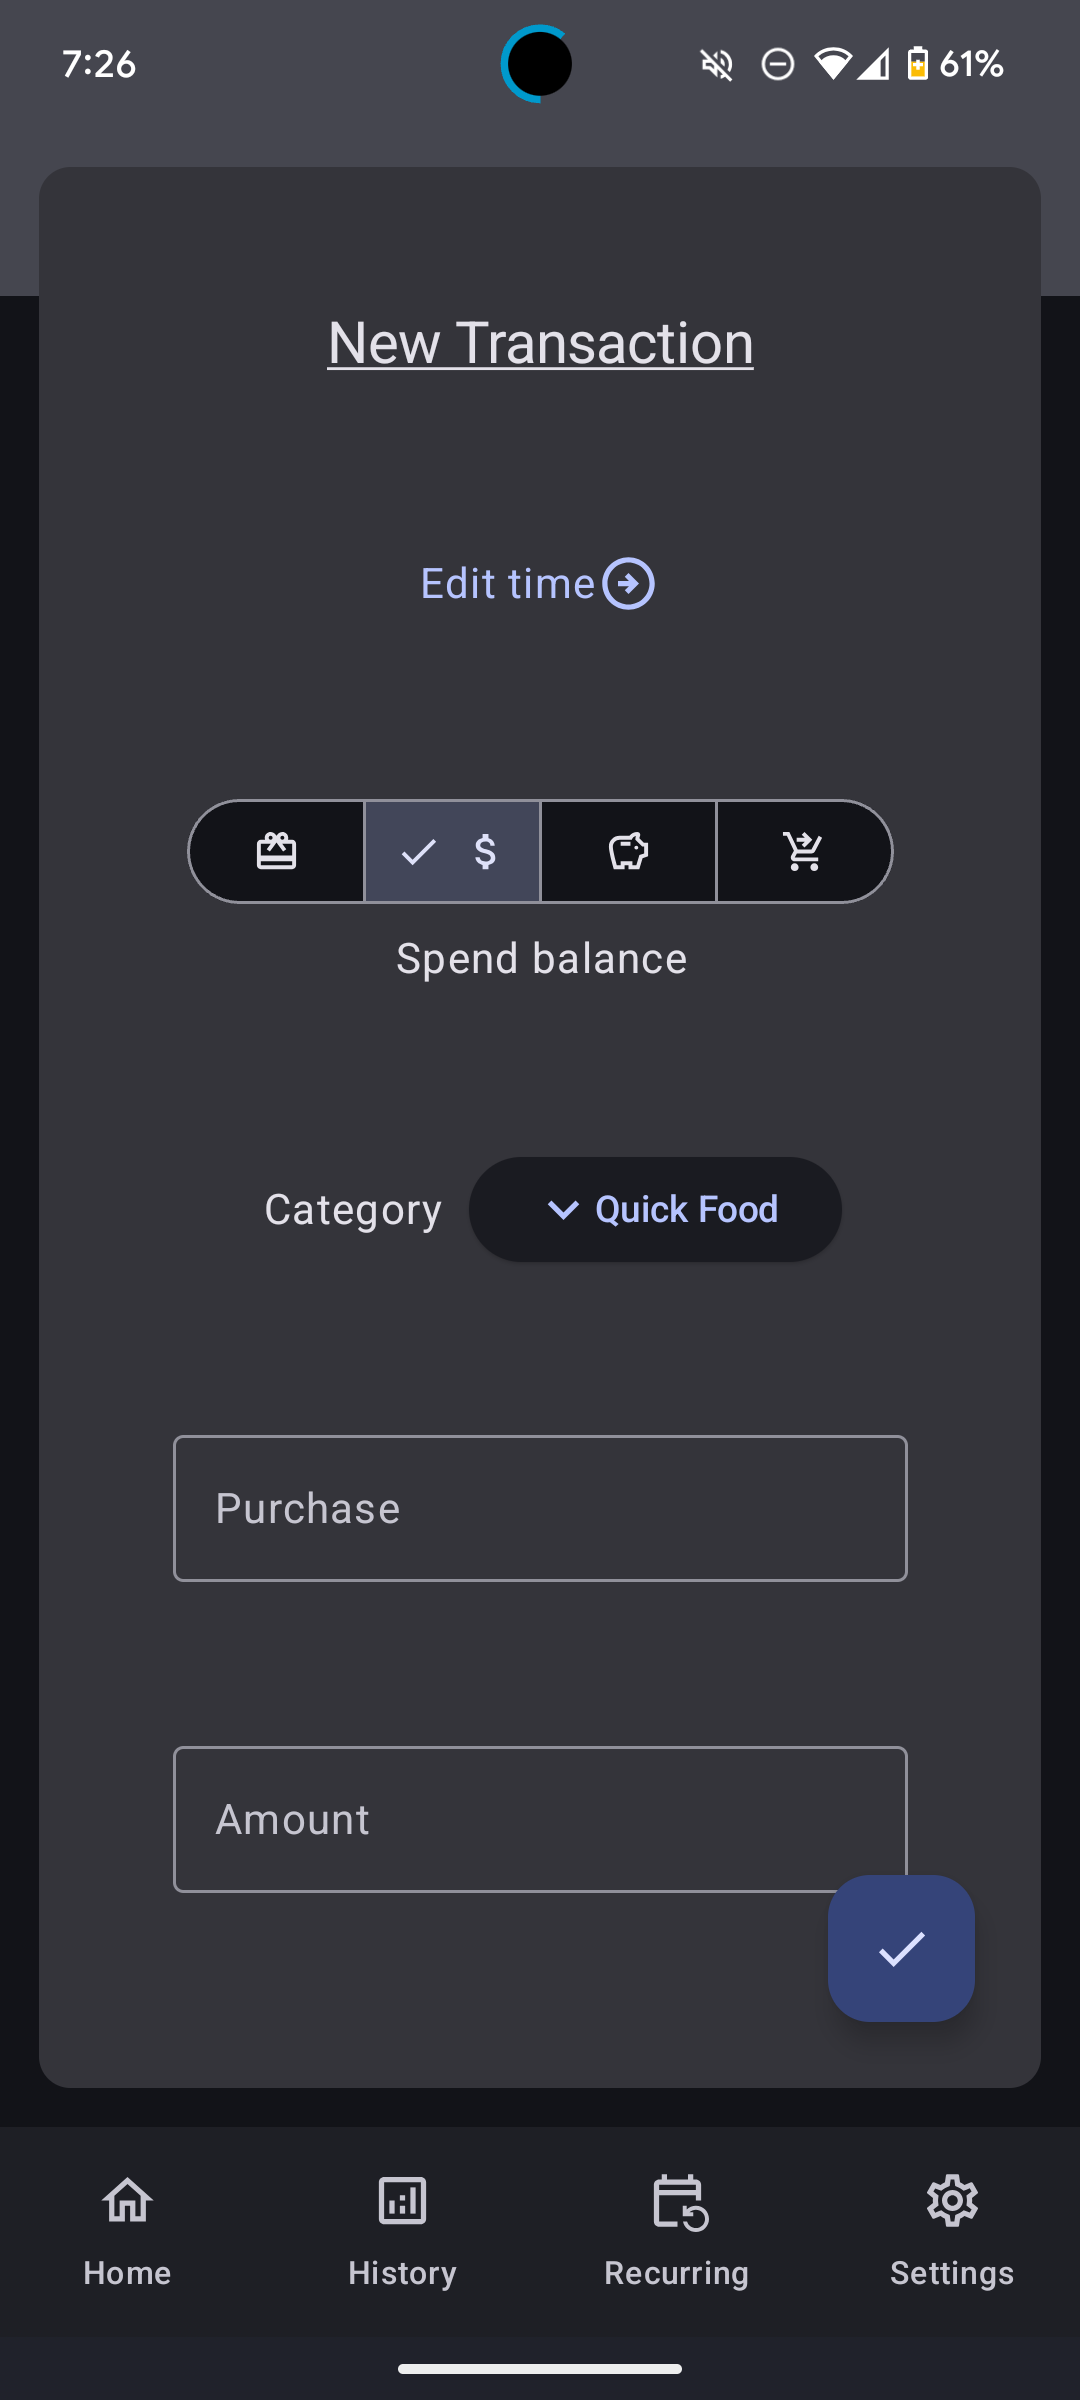 7:26
61%
New Transaction
Edit time
$
Spend balance
Category
Quick Food
Purchase
Amount
Home
History
Recurring
Settings